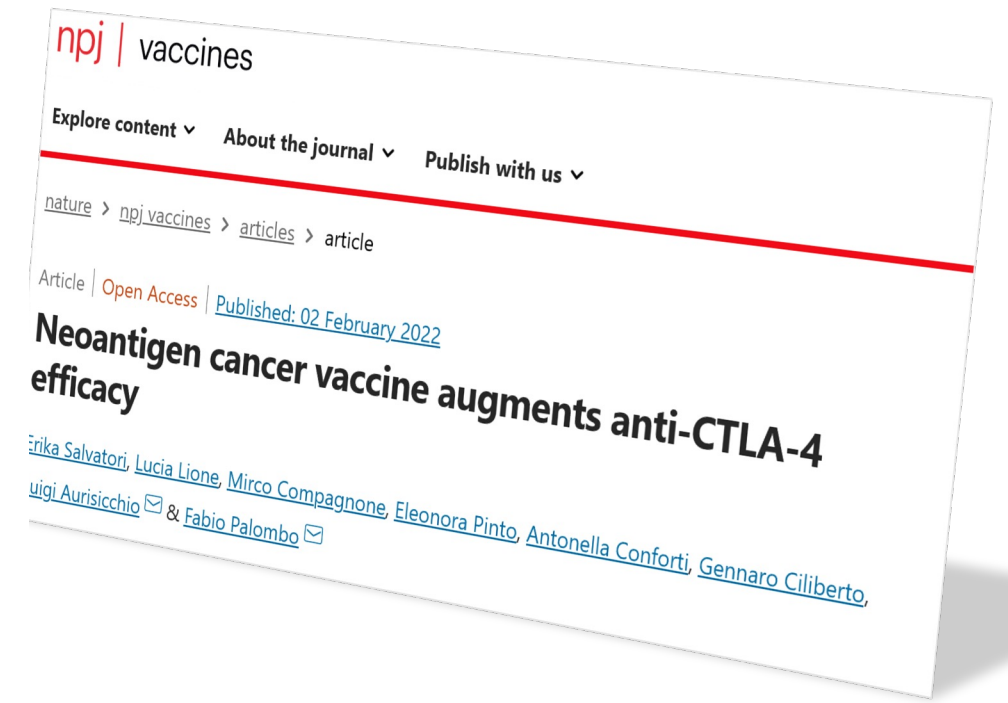 npj | vaccines
Explore content About the journal Publish with us
nature > npj vaccines > articles > article
Article | Open Access | Published: 02 February 2022
Neoantigen cancer vaccine augments anti-CTLA-4
efficacy
Erika Salvatori, Lucia Lione, Mirco Compagnone, Eleonora Pinto, Antonella Conforti, Gennaro Ciliberto,
uigi Aurisicchio & Fabio Palombo